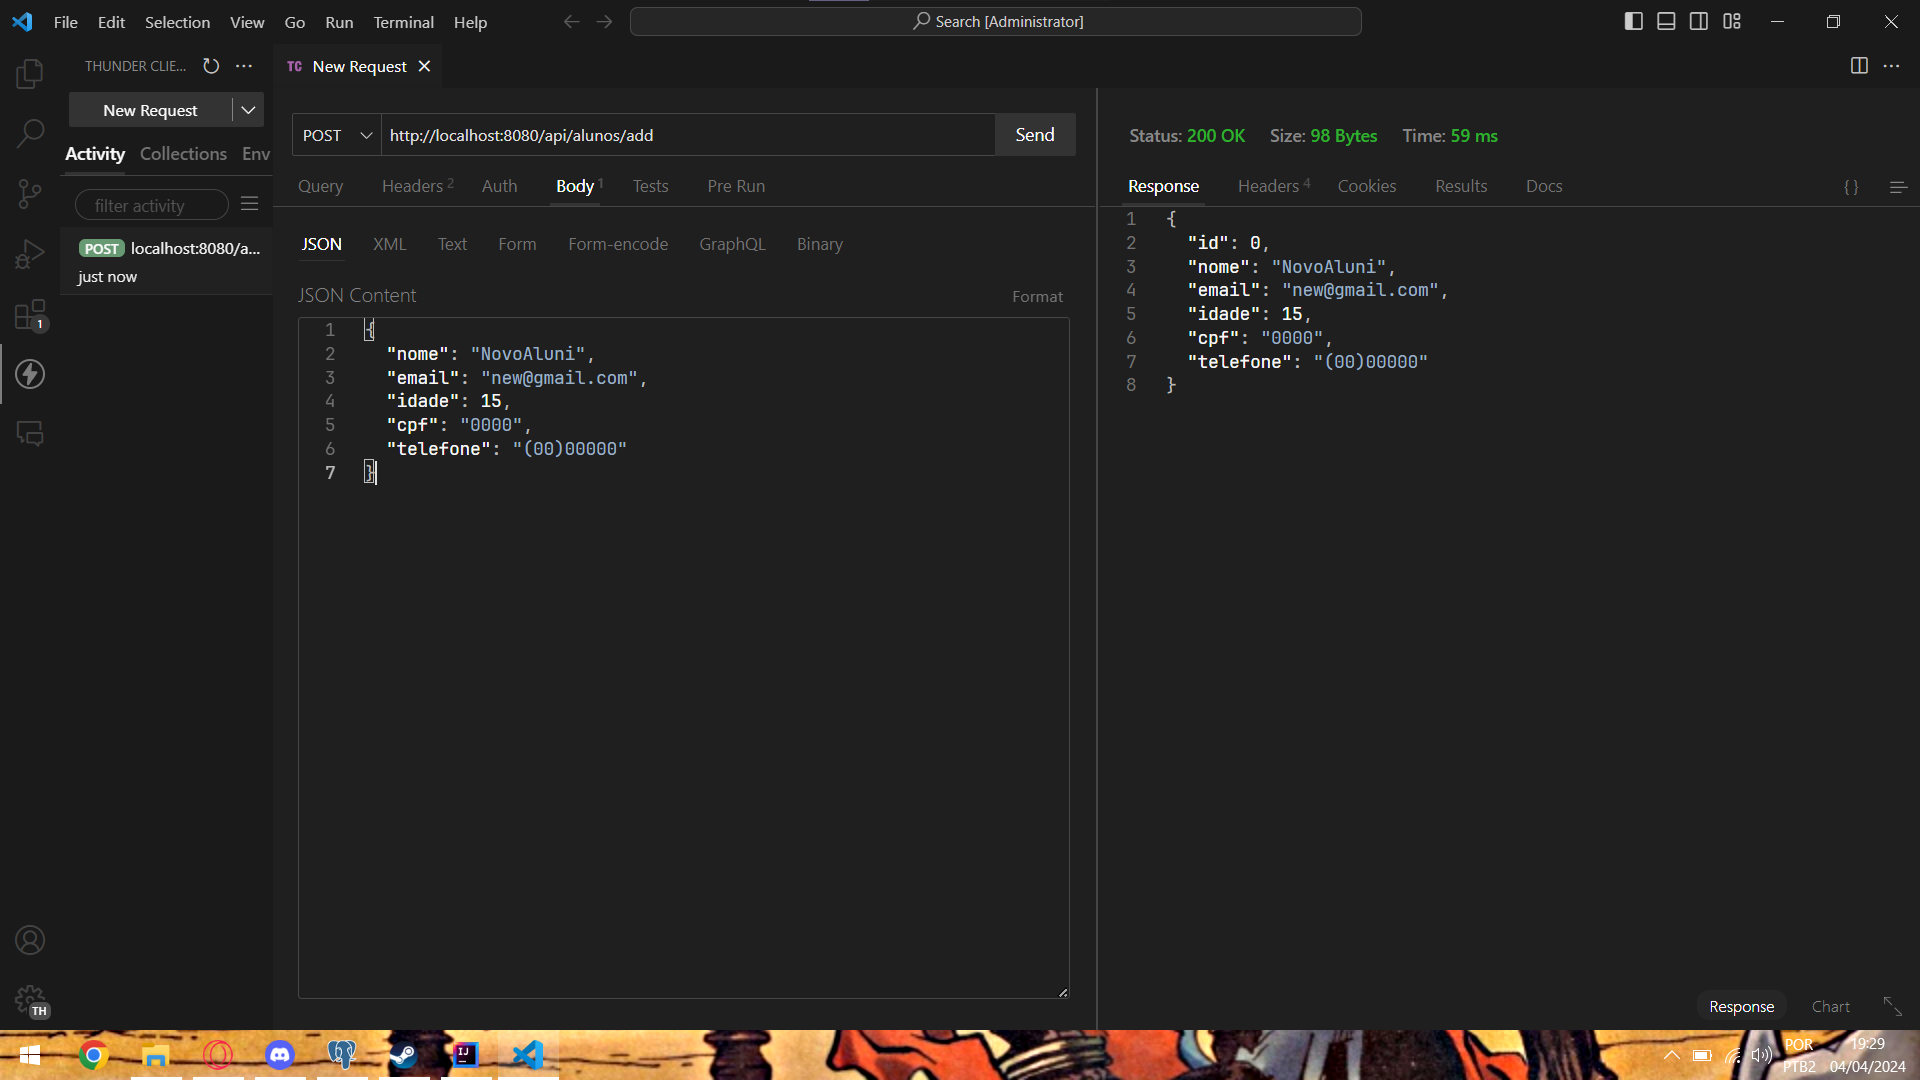 File Edit Selection View Go Run Terminal Help
Search [Administrator]
THUNDER CLIE...
TC New Request
New Request
POST http://localhost:8080/api/alunos/add Send
Status: 200 OK Size: 98 Bytes Time: 59 ms
Activity Collections Env
Query Headers 2 Auth Body 1 Tests Pre Run
Response Headers 4 Cookies Results Docs { }
filter activity
POST localhost:8080/a...
just now
JSON XML Text Form Form-encode GraphQL Binary
JSON Content Format
1 {
2 "nome": "NovoAluni",
3 "email": "new@gmail.com",
4 "idade": 15,
5 "cpf": "0000",
6 "telefone": "(00)00000"
7 }
1 {
2 "id": 0,
3 "nome": "NovoAluni",
4 "email": "new@gmail.com",
5 "idade": 15,
6 "cpf": "0000",
7 "telefone": "(00)00000"
8 }
1
TH
Response Chart
IJ
POR
PTB2
19:29
04/04/2024